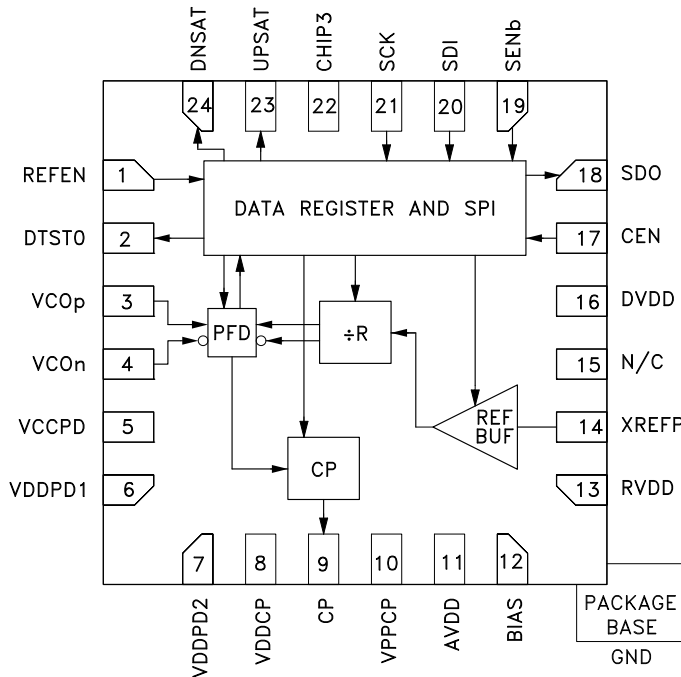 DNSAT
UPSAT
CHIP3
SCK
SDI
SENb
24
23
22
21
20
19
REFEN
1
18
SDO
DATA REGISTER AND SPI
DTST0
2
17
CEN
VCOp
3
16
DVDD
PFD
÷R
VCOn
4
15
N/C
VCCPD
5
REF
BUF
14
XREFP
CP
VDDPD1
6
13
RVDD
7
8
9
10
11
12
VDDPD2
VDDCP
CP
VPPCP
AVDD
BIAS
PACKAGE
BASE
GND